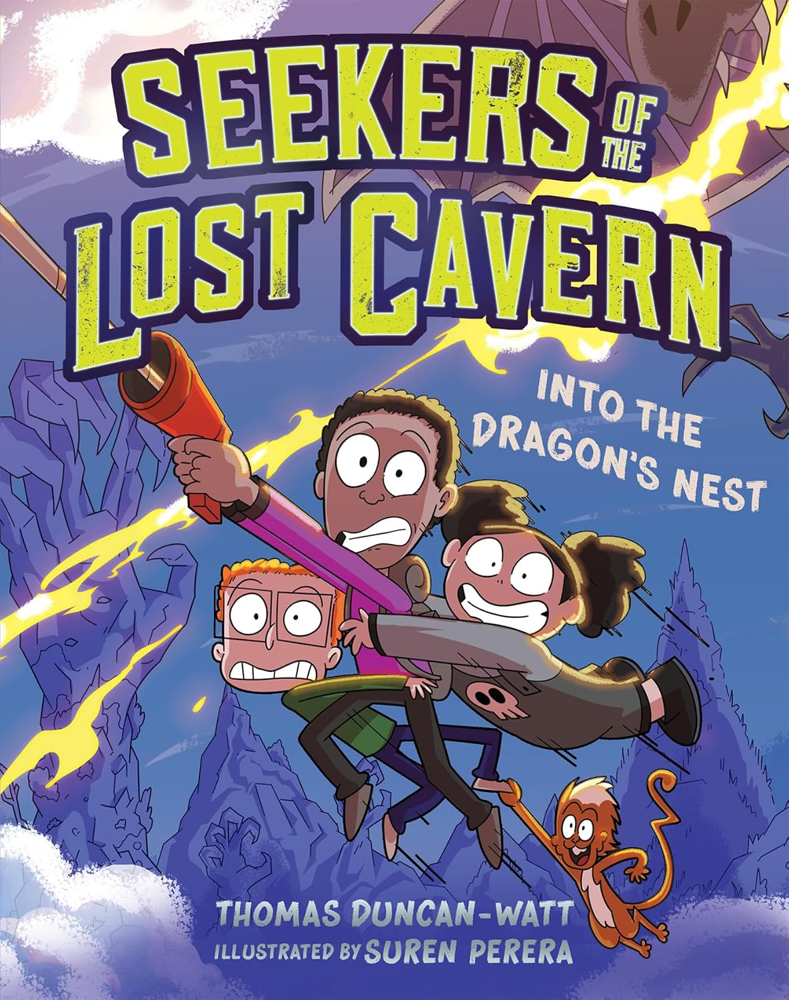 SEEKERS OF THE
LOST CAVERN
INTO THE
DRAGON'S NEST
THOMAS DUNCAN-WATT
ILLUSTRATED BY SUREN PERERA